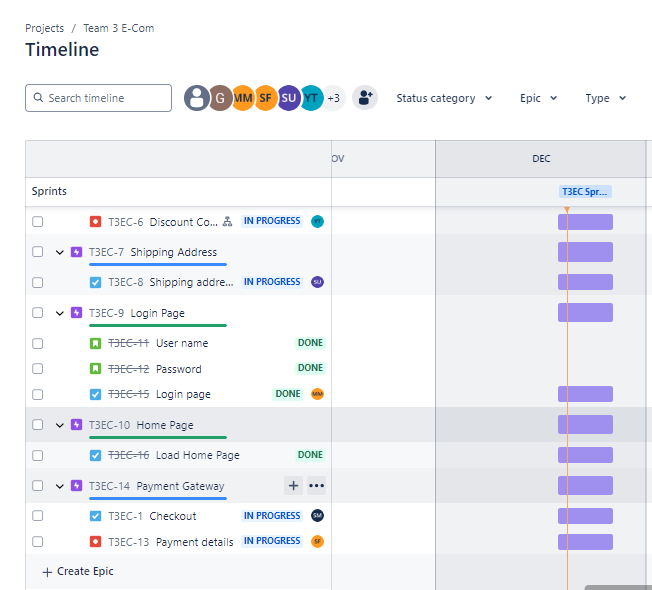 Projects / Team 3 E-Com
Timeline
Search timeline
G MM SF SU YT +3
Status category
Epic
Type
OV
DEC
Sprints
T3EC Spr...
T3EC-6 Discount Co... IN PROGRESS YT
T3EC-7 Shipping Address
T3EC-8 Shipping addre... IN PROGRESS SU
T3EC-9 Login Page
T3EC-11 User name DONE
T3EC-12 Password DONE
T3EC-15 Login page DONE MM
T3EC-10 Home Page
T3EC-16 Load Home Page DONE
T3EC-14 Payment Gateway
T3EC-1 Checkout IN PROGRESS SM
T3EC-13 Payment details IN PROGRESS SF
+ Create Epic